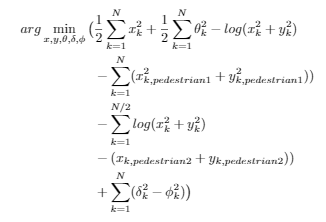 arg min_{x,y,θ,δ,ϕ} (1/2 ∑_{k=1}^{N} x_k^2 + 1/2 ∑_{k=1}^{N} θ_k^2 − log(x_k^2 + y_k^2)
− ∑_{k=1}^{N} (x_{k,pedestrian1}^2 + y_{k,pedestrian1}^2))
− ∑_{k=1}^{N/2} log(x_k^2 + y_k^2)
− (x_{k,pedestrian2} + y_{k,pedestrian2}))
+ ∑_{k=1}^{N} (δ_k^2 − ϕ_k^2))